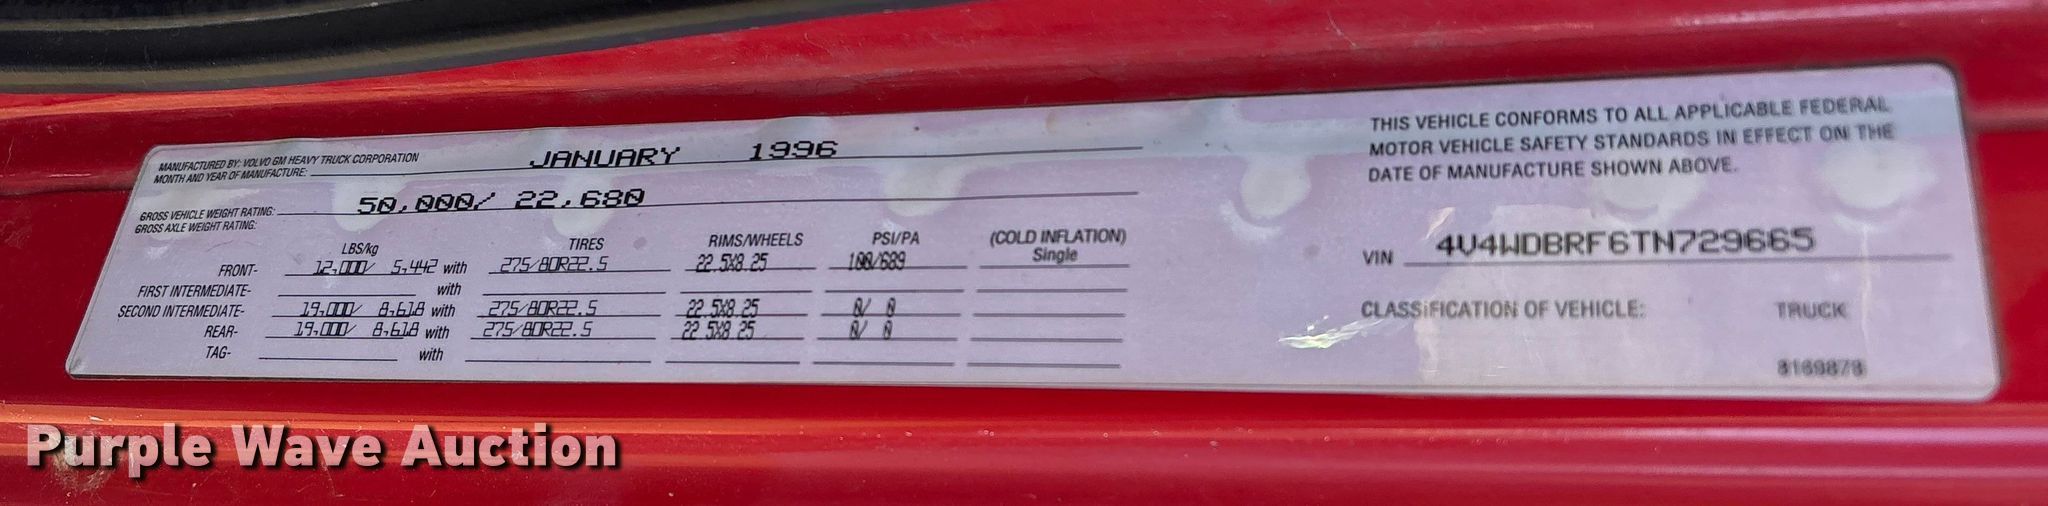 MANUFACTURED BY: VOLVO GM HEAVY TRUCK CORPORATION
MONTH AND YEAR OF MANUFACTURE: JANUARY 1996
GROSS VEHICLE WEIGHT RATING: 50,000/ 22,680
GROSS AXLE WEIGHT RATING:
LBS/kg TIRES RIMS/WHEELS PSI/PA (COLD INFLATION)
FRONT- 12,000/ 5,442 with 275/80R22.5 22.5X8.25 100/689 Single
FIRST INTERMEDIATE- with
SECOND INTERMEDIATE- 19,000/ 8,618 with 275/80R22.5 22.5X8.25 0/ 0
REAR- 19,000/ 8,618 with 275/80R22.5 22.5X8.25 0/ 0
TAG- with
THIS VEHICLE CONFORMS TO ALL APPLICABLE FEDERAL
MOTOR VEHICLE SAFETY STANDARDS IN EFFECT ON THE
DATE OF MANUFACTURE SHOWN ABOVE.
VIN 4V4WDBRF6TN729665
CLASSIFICATION OF VEHICLE: TRUCK
Purple Wave Auction